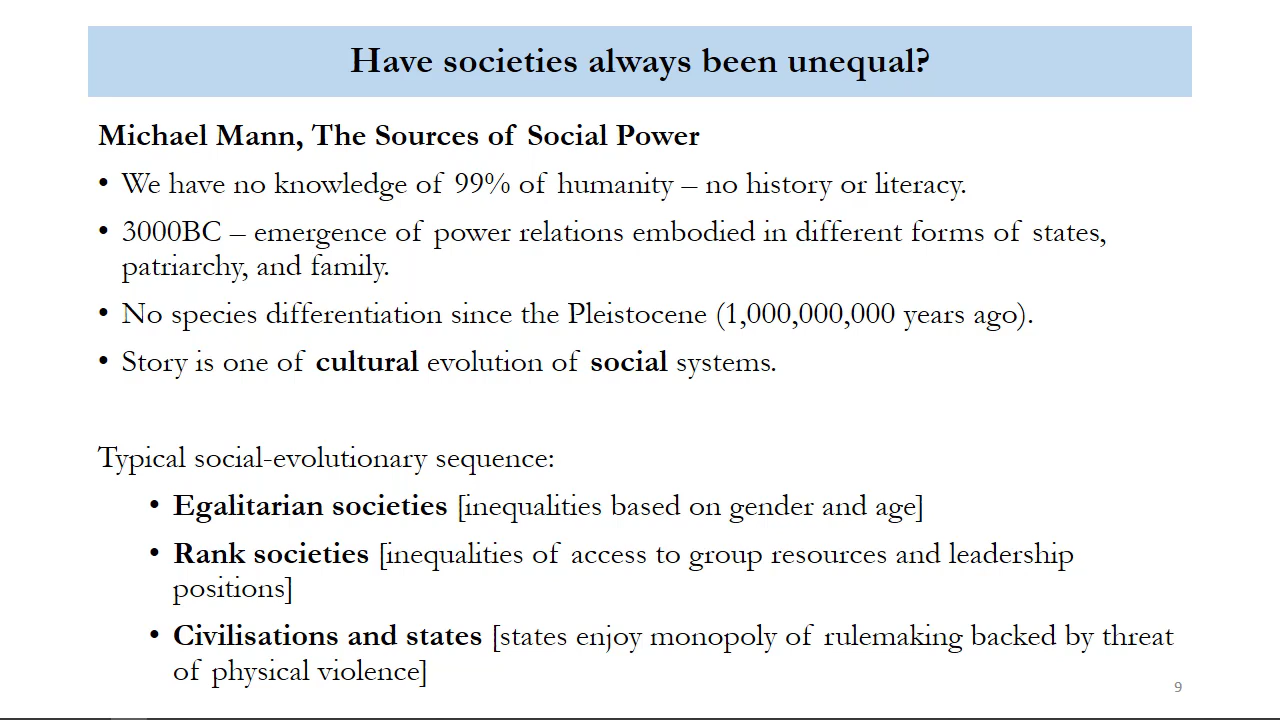 Have societies always been unequal?
Michael Mann, The Sources of Social Power
• We have no knowledge of 99% of humanity – no history or literacy.
• 3000BC – emergence of power relations embodied in different forms of states,
patriarchy, and family.
• No species differentiation since the Pleistocene (1,000,000,000 years ago).
• Story is one of cultural evolution of social systems.
Typical social-evolutionary sequence:
• Egalitarian societies [inequalities based on gender and age]
• Rank societies [inequalities of access to group resources and leadership
positions]
• Civilisations and states [states enjoy monopoly of rulemaking backed by threat
of physical violence]
9